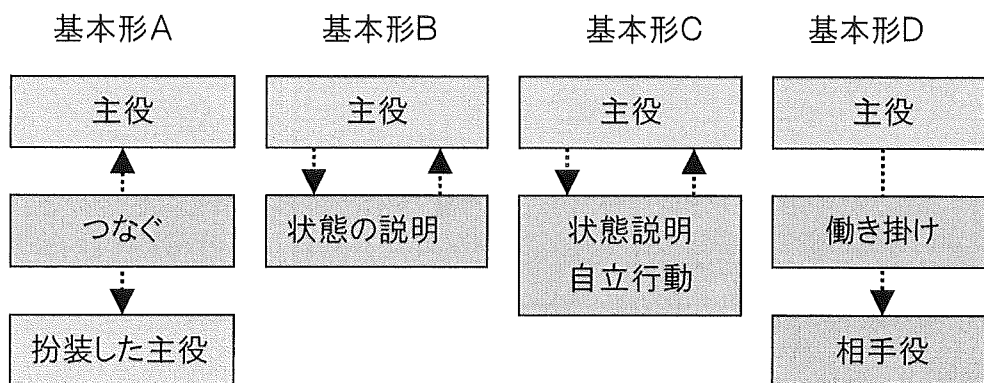 基本形A
主役
つなぐ
扮装した主役
基本形B
主役
状態の説明
基本形C
主役
状態説明
自立行動
基本形D
主役
働き掛け
相手役